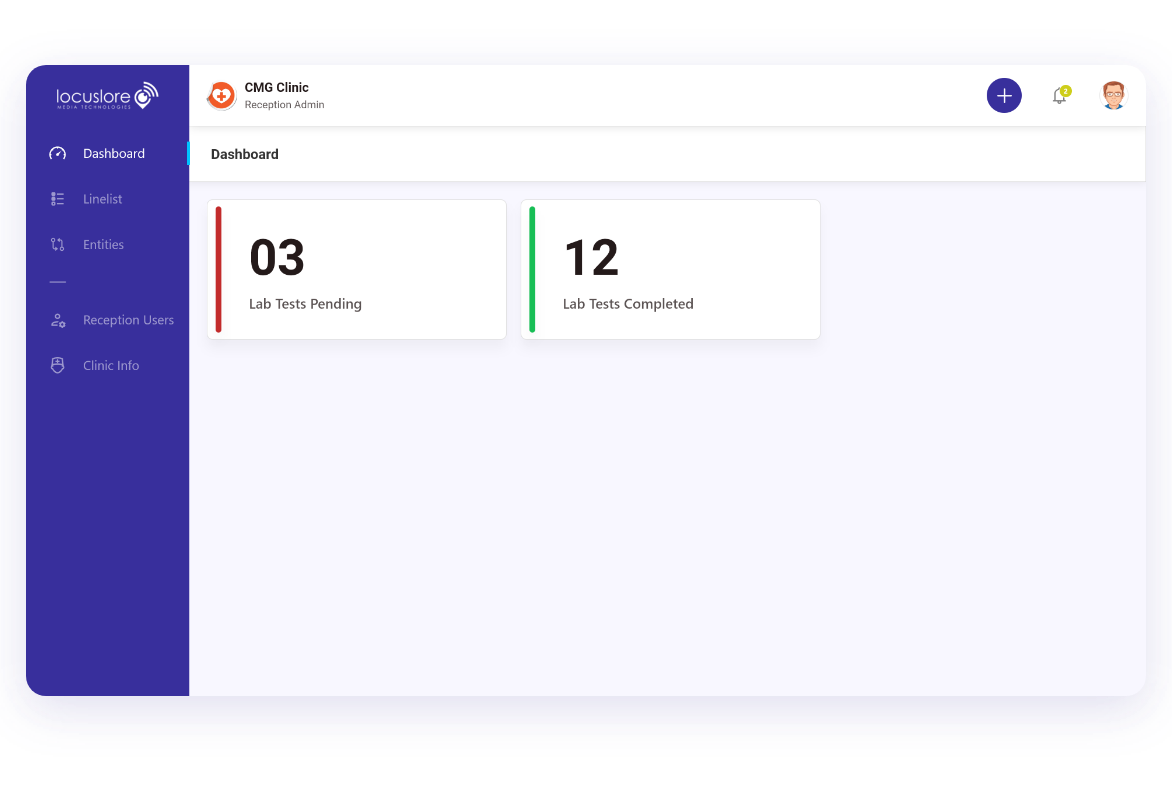 locuslore
MEDIA TECHNOLOGIES
CMG Clinic
Reception Admin
2
Dashboard
Linelist
Entities
Reception Users
Clinic Info
Dashboard
03
Lab Tests Pending
12
Lab Tests Completed